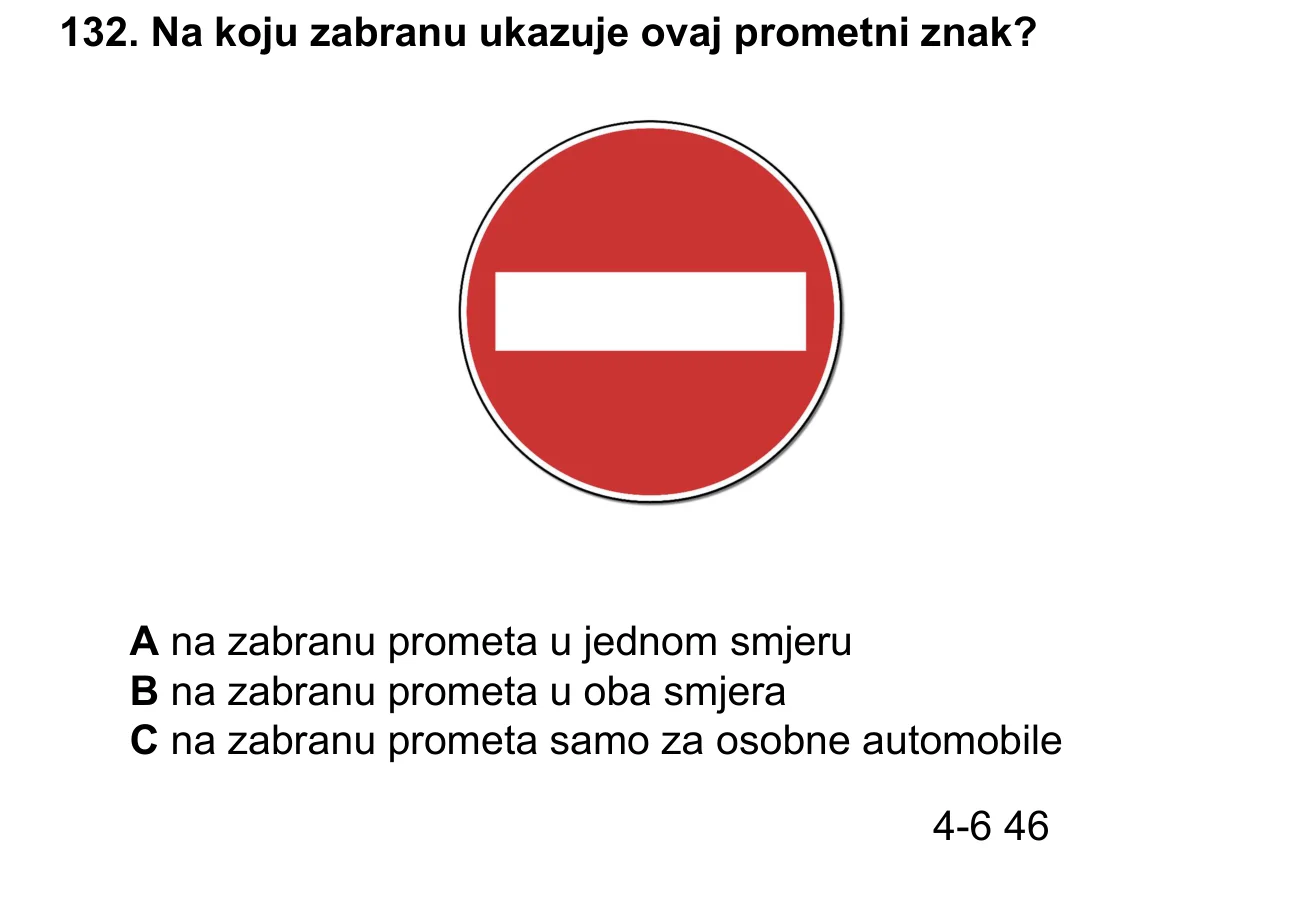 132. Na koju zabranu ukazuje ovaj prometni znak?
A na zabranu prometa u jednom smjeru
B na zabranu prometa u oba smjera
C na zabranu prometa samo za osobne automobile
4-6 46